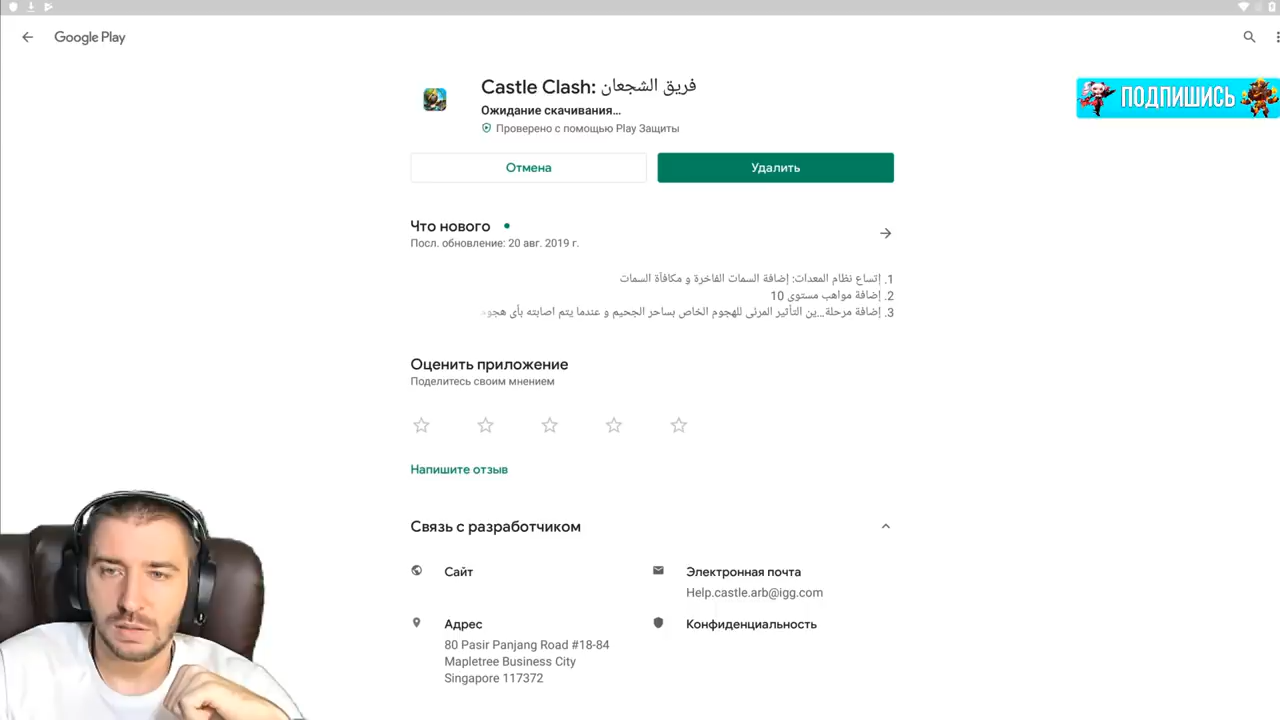 Google Play
Castle Clash: فريق الشجعان
ПОДПИШИСЬ
Ожидание скачивания...
Проверено с помощью Play Защиты
Отмена
Удалить
Что нового
Посл. обновление: 20 авг. 2019 г.
1. إتساع نظام المعدات: إضافة السمات الفاخرة و مكافأة السمات
2. إضافة مواهب مستوى 10
3. إضافة مرحلة...ين التأثير المرئى للهجوم الخاص بساحر الجحيم و عندما يتم اصابته بأى هجود
Оценить приложение
Поделитесь своим мнением
Напишите отзыв
Связь с разработчиком
Сайт
Электронная почта
Help.castle.arb@igg.com
Адрес
Конфиденциальность
80 Pasir Panjang Road #18-84
Mapletree Business City
Singapore 117372